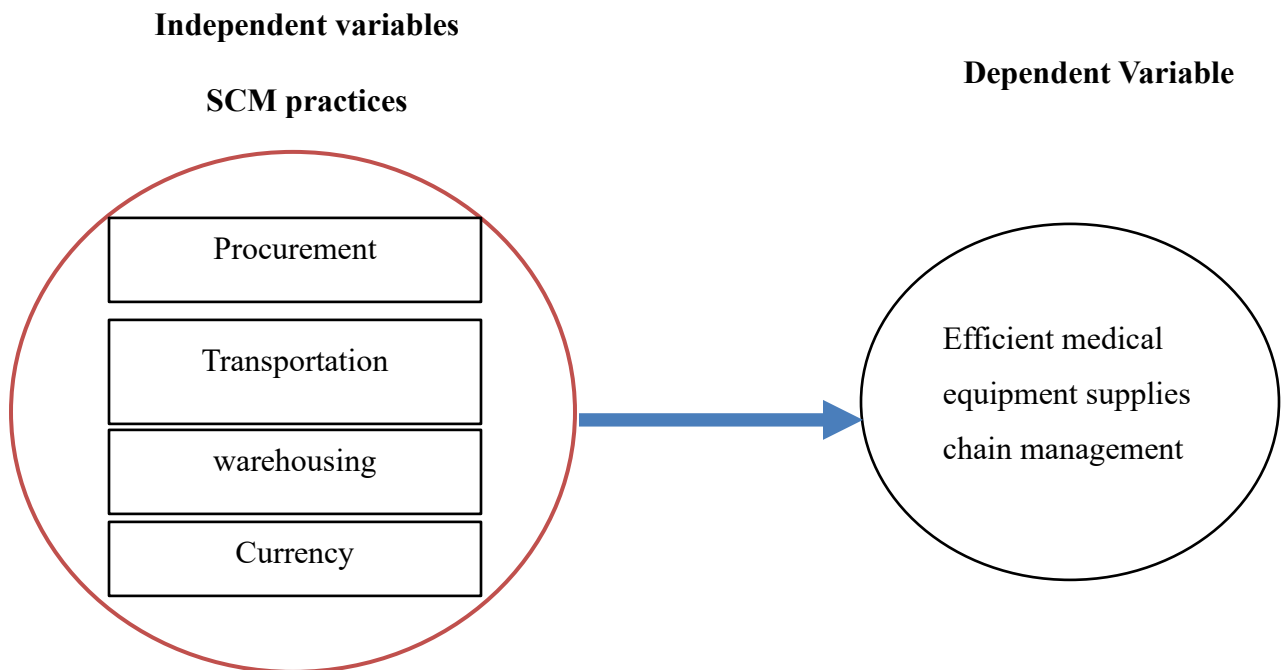 Independent variables
SCM practices
Dependent Variable
Procurement
Transportation
warehousing
Currency
Efficient medical
equipment supplies
chain management